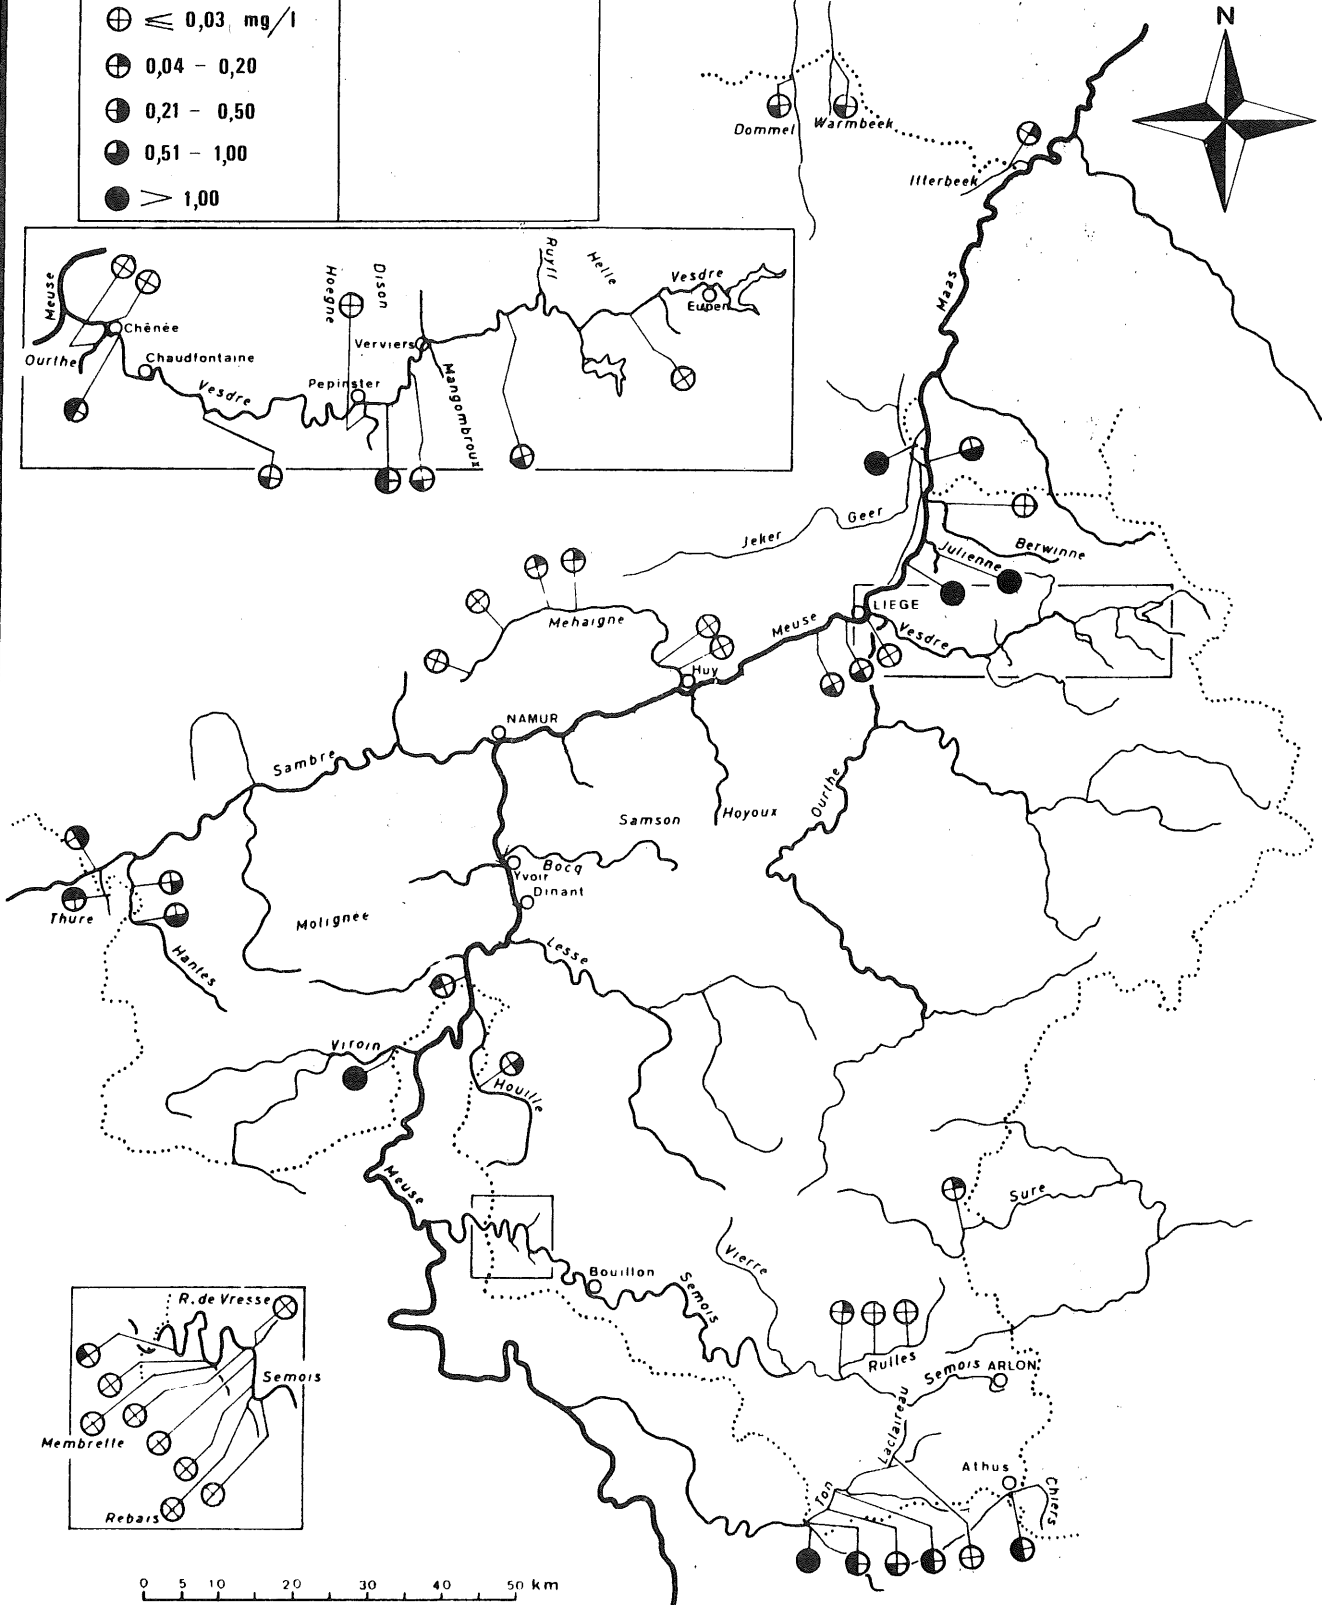 ≤ 0,03 mg/l
0,04 - 0,20
0,21 - 0,50
0,51 - 1,00
> 1,00
N
Dommel
Warmbeek
Itterbeek
Maas
Meuse
Ourthe
Chênée
Chaudfontaine
Vesdre
Hoegne
Dison
Pepinster
Verviers
Mangombroux
Ruyll
Helle
Vesdre
Eupen
Jeker
Geer
Berwinne
Julienne
LIEGE
Vesdre
Mehaigne
Meuse
Huy
NAMUR
Sambre
Samson
Hoyoux
Ourthe
Bocq
Yvoir
Dinant
Thure
Hantes
Molignée
Lesse
Viroin
Houille
Meuse
Sure
Vierre
Bouillon
Semois
Rulles
Semois
ARLON
Laclaireau
Ton
Athus
Chiers
R. de Vresse
Semois
Membrette
Rebais
0 5 10 20 30 40 50 km